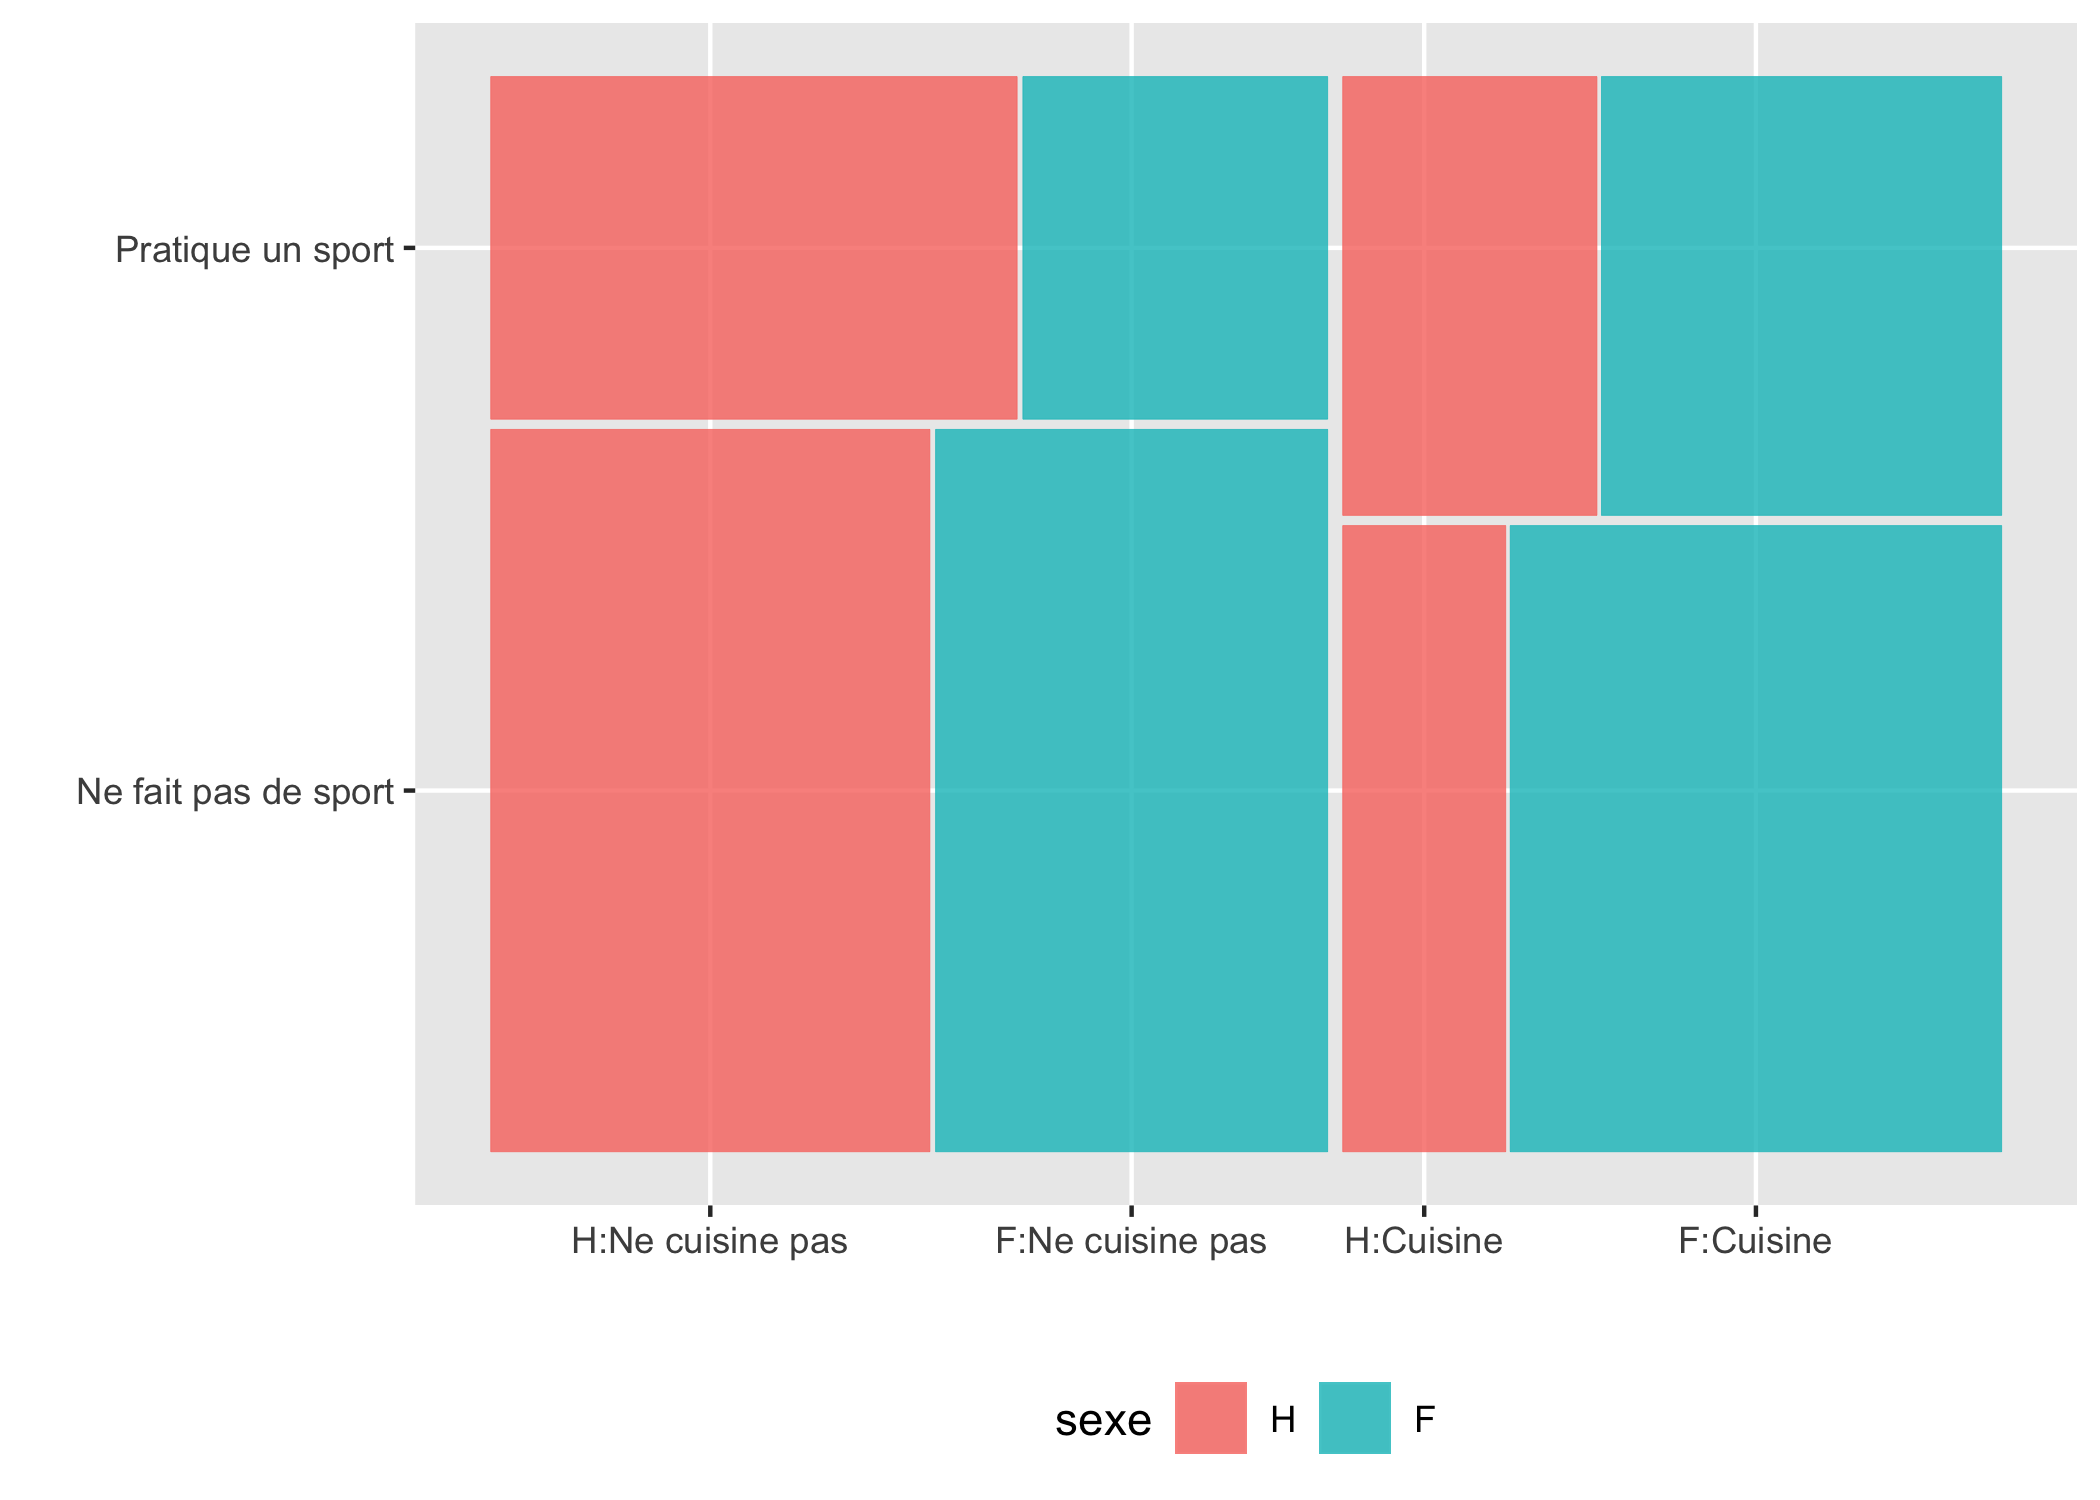 Pratique un sport
Ne fait pas de sport
H:Ne cuisine pas F:Ne cuisine pas H:Cuisine F:Cuisine
sexe H F